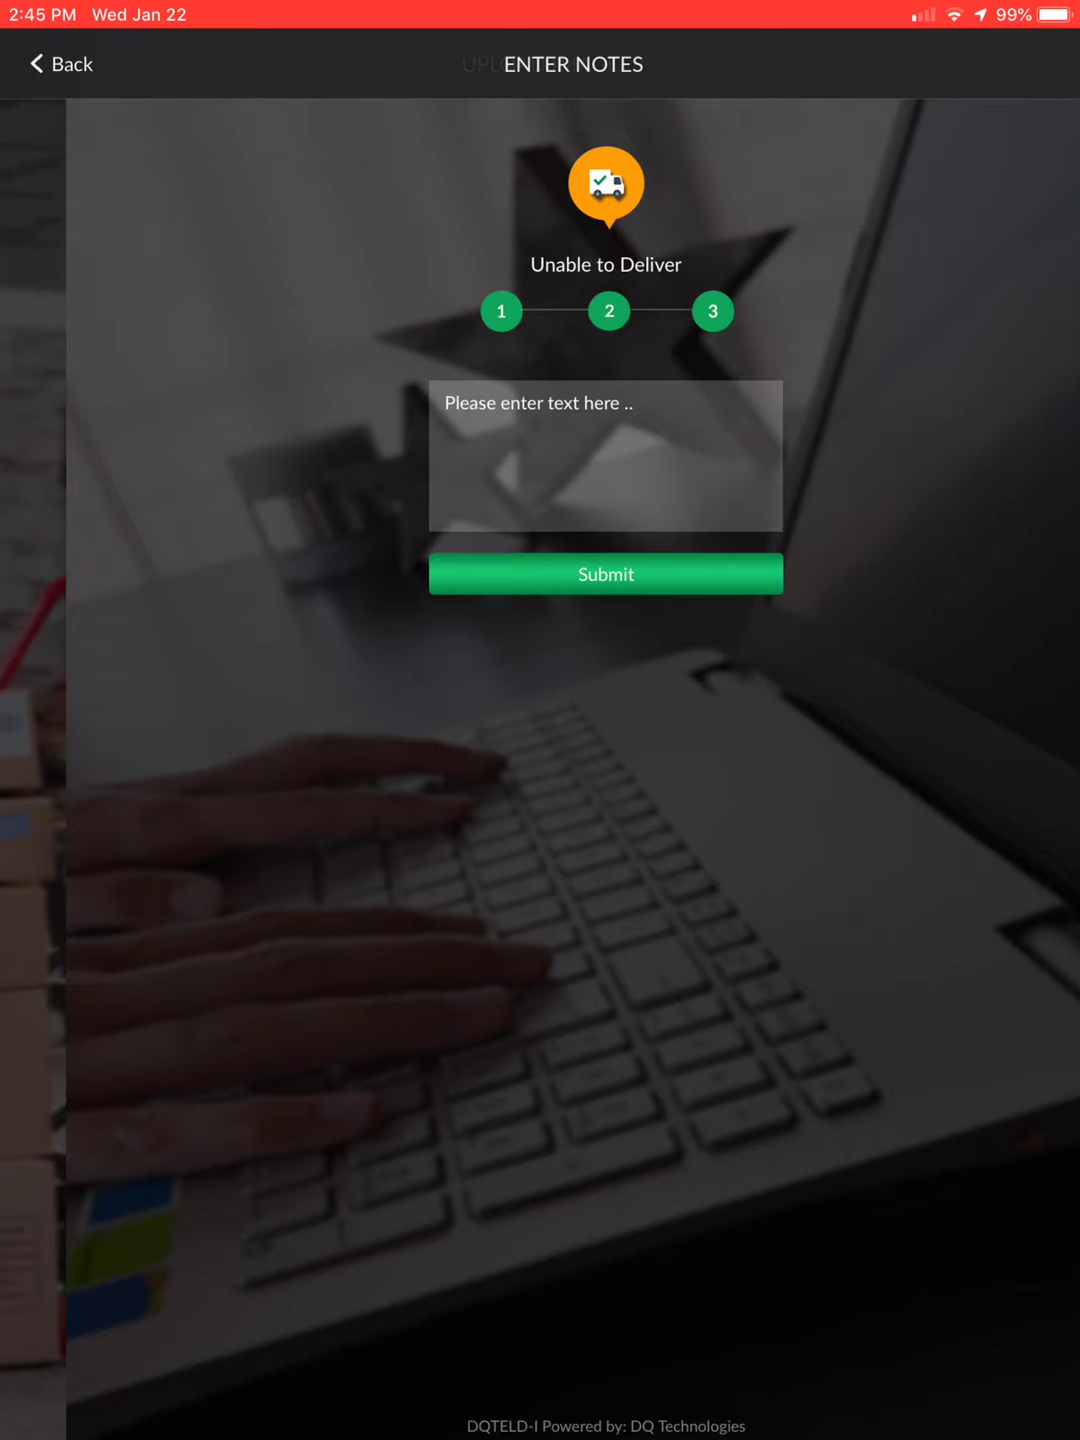 2:45 PM Wed Jan 22 99%
Back ENTER NOTES
Unable to Deliver
1 2 3
Please enter text here ..
Submit
DQTELD-I Powered by: DQ Technologies